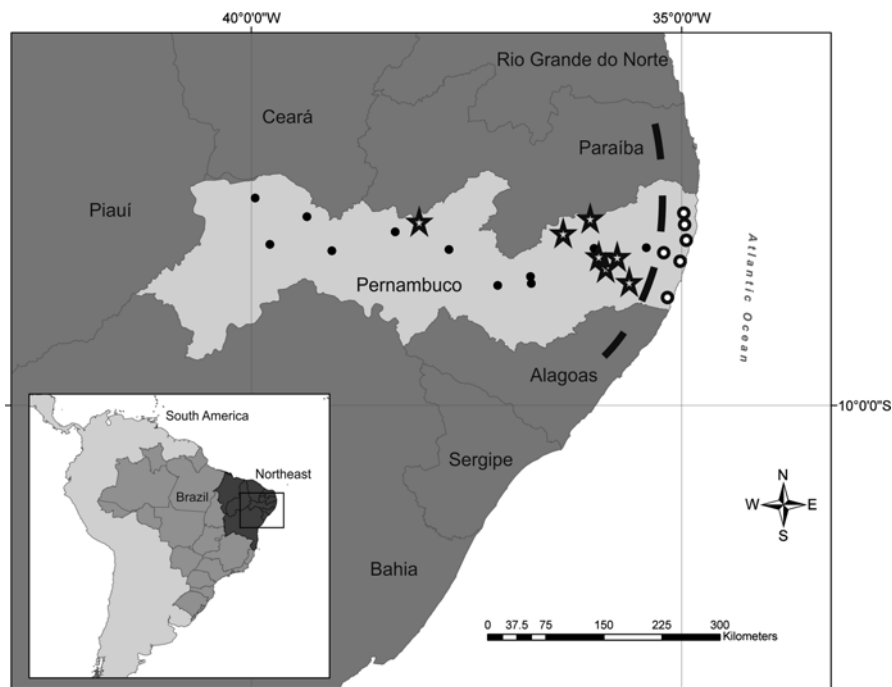 40°0'0"W
35°0'0"W
Rio Grande do Norte
Ceará
Paraíba
Piauí
Pernambuco
Atlantic Ocean
Alagoas
10°0'0"S
South America
Sergipe
Northeast
Brazil
N
W E
S
Bahia
0 37.5 75 150 225 300
Kilometers